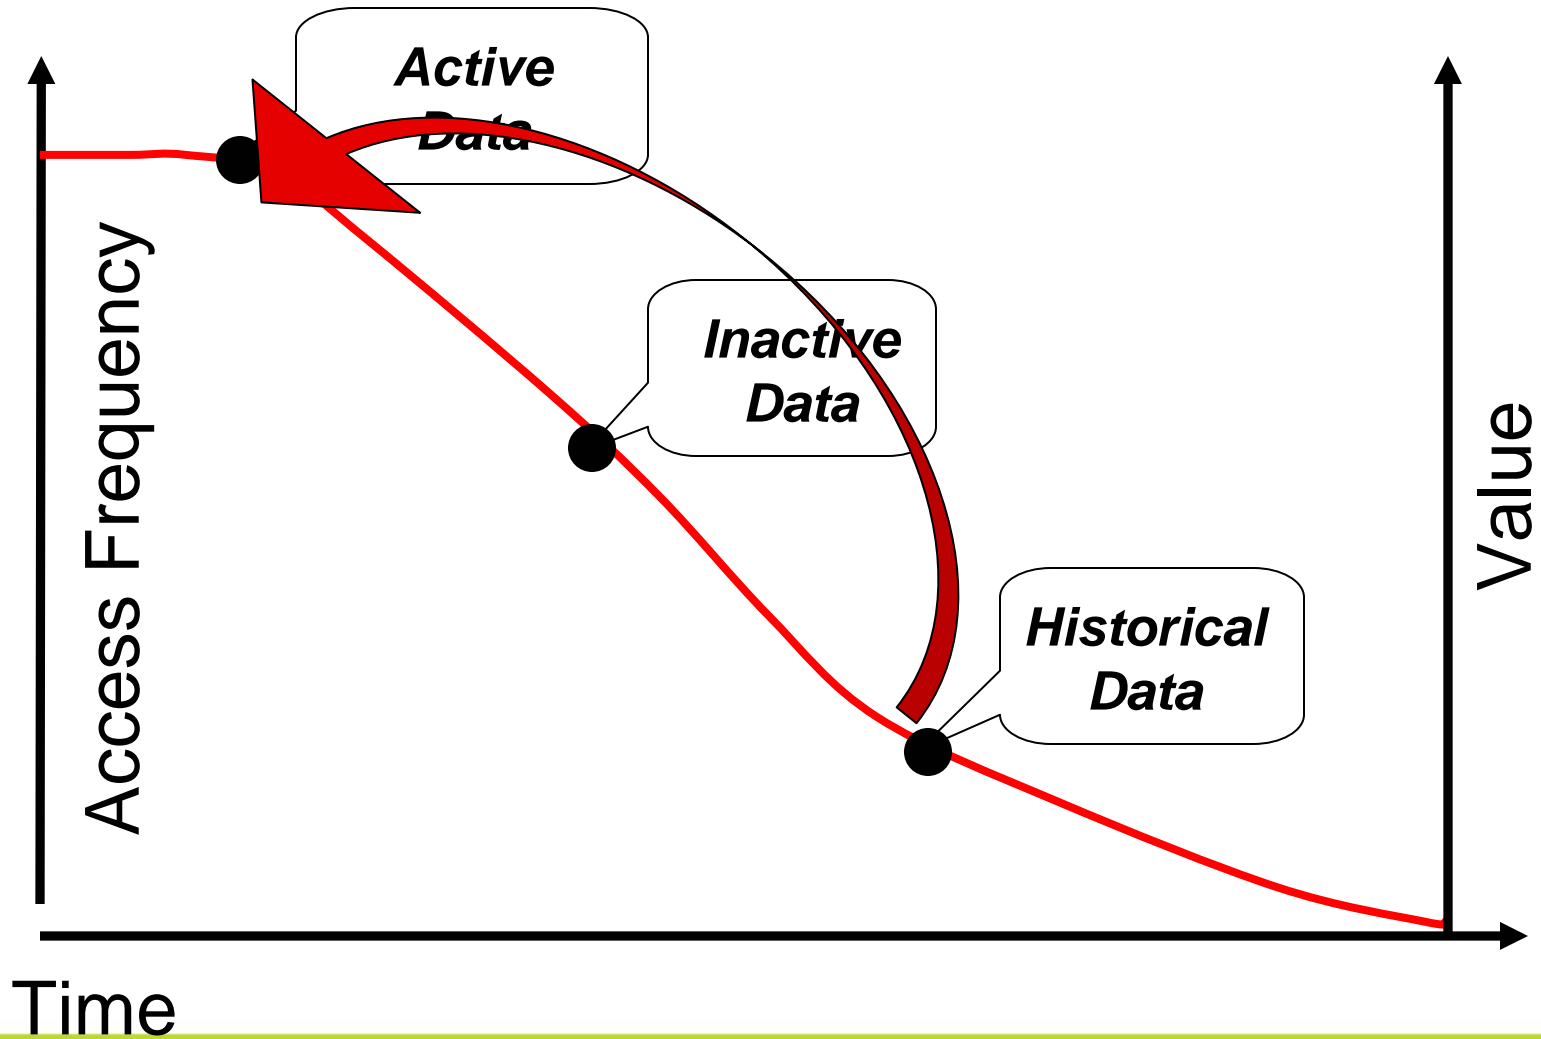 Active
Data
Inactive
Data
Historical
Data
Access Frequency
Value
Time